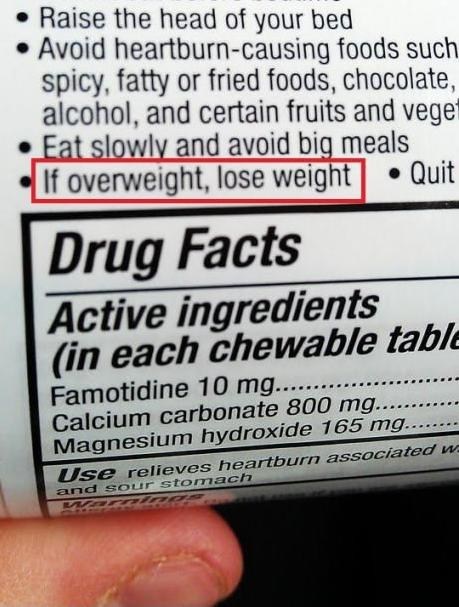 • Raise the head of your bed
• Avoid heartburn-causing foods such
spicy, fatty or fried foods, chocolate,
alcohol, and certain fruits and
• Eat slowly and avoid big meals
• If overweight, lose weight • Quit
Drug Facts
Active ingredients
(in each chewable
Famotidine 10 mg
Calcium carbonate 800 mg
Magnesium hydroxide 165 mg
Use relieves heartburn associated
and sour stomach
Warnings